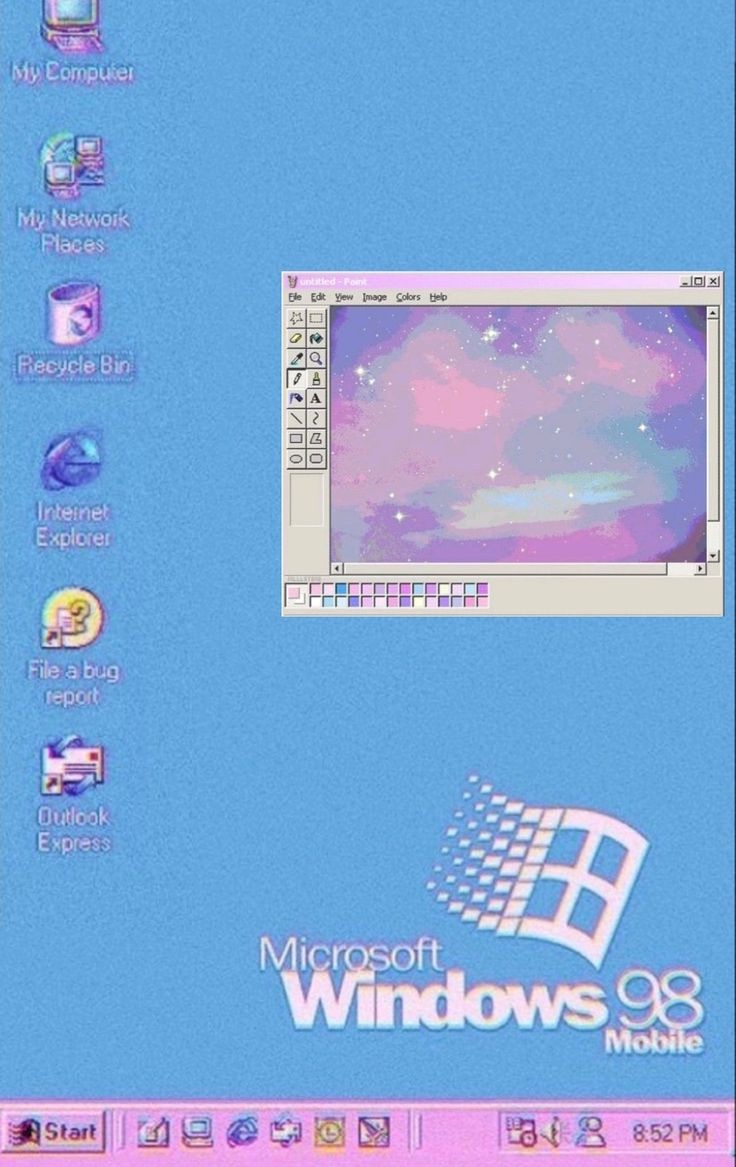 My Computer
My Network
Places
Recycle Bin
Internet
Explorer
File a bug
report
Outlook
Express
untitled - Paint
File Edit View Image Colors Help
A
Microsoft
Windows 98
Mobile
Start
8:52 PM